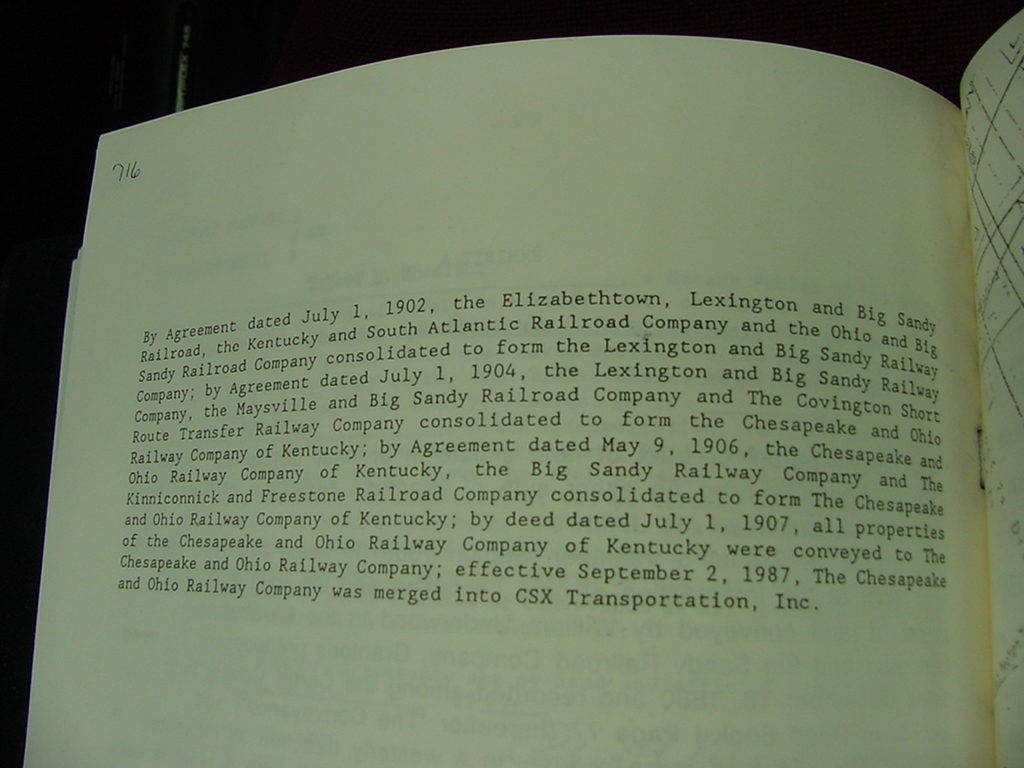 716
By Agreement dated July 1, 1902, the Elizabethtown, Lexington and Big Sandy
Railroad, the Kentucky and South Atlantic Railroad Company and the Ohio and Big
Sandy Railroad Company consolidated to form the Lexington and Big Sandy Railway
Company; by Agreement dated July 1, 1904, the Lexington and Big Sandy Railway
Company, the Maysville and Big Sandy Railroad Company and The Covington Short
Route Transfer Railway Company consolidated to form the Chesapeake and Ohio
Railway Company of Kentucky; by Agreement dated May 9, 1906, the Chesapeake and
Ohio Railway Company of Kentucky, the Big Sandy Railway Company and The
Kinniconnick and Freestone Railroad Company consolidated to form The Chesapeake
and Ohio Railway Company of Kentucky; by deed dated July 1, 1907, all properties
of the Chesapeake and Ohio Railway Company of Kentucky were conveyed to The
Chesapeake and Ohio Railway Company; effective September 2, 1987, The Chesapeake
and Ohio Railway Company was merged into CSX Transportation, Inc.